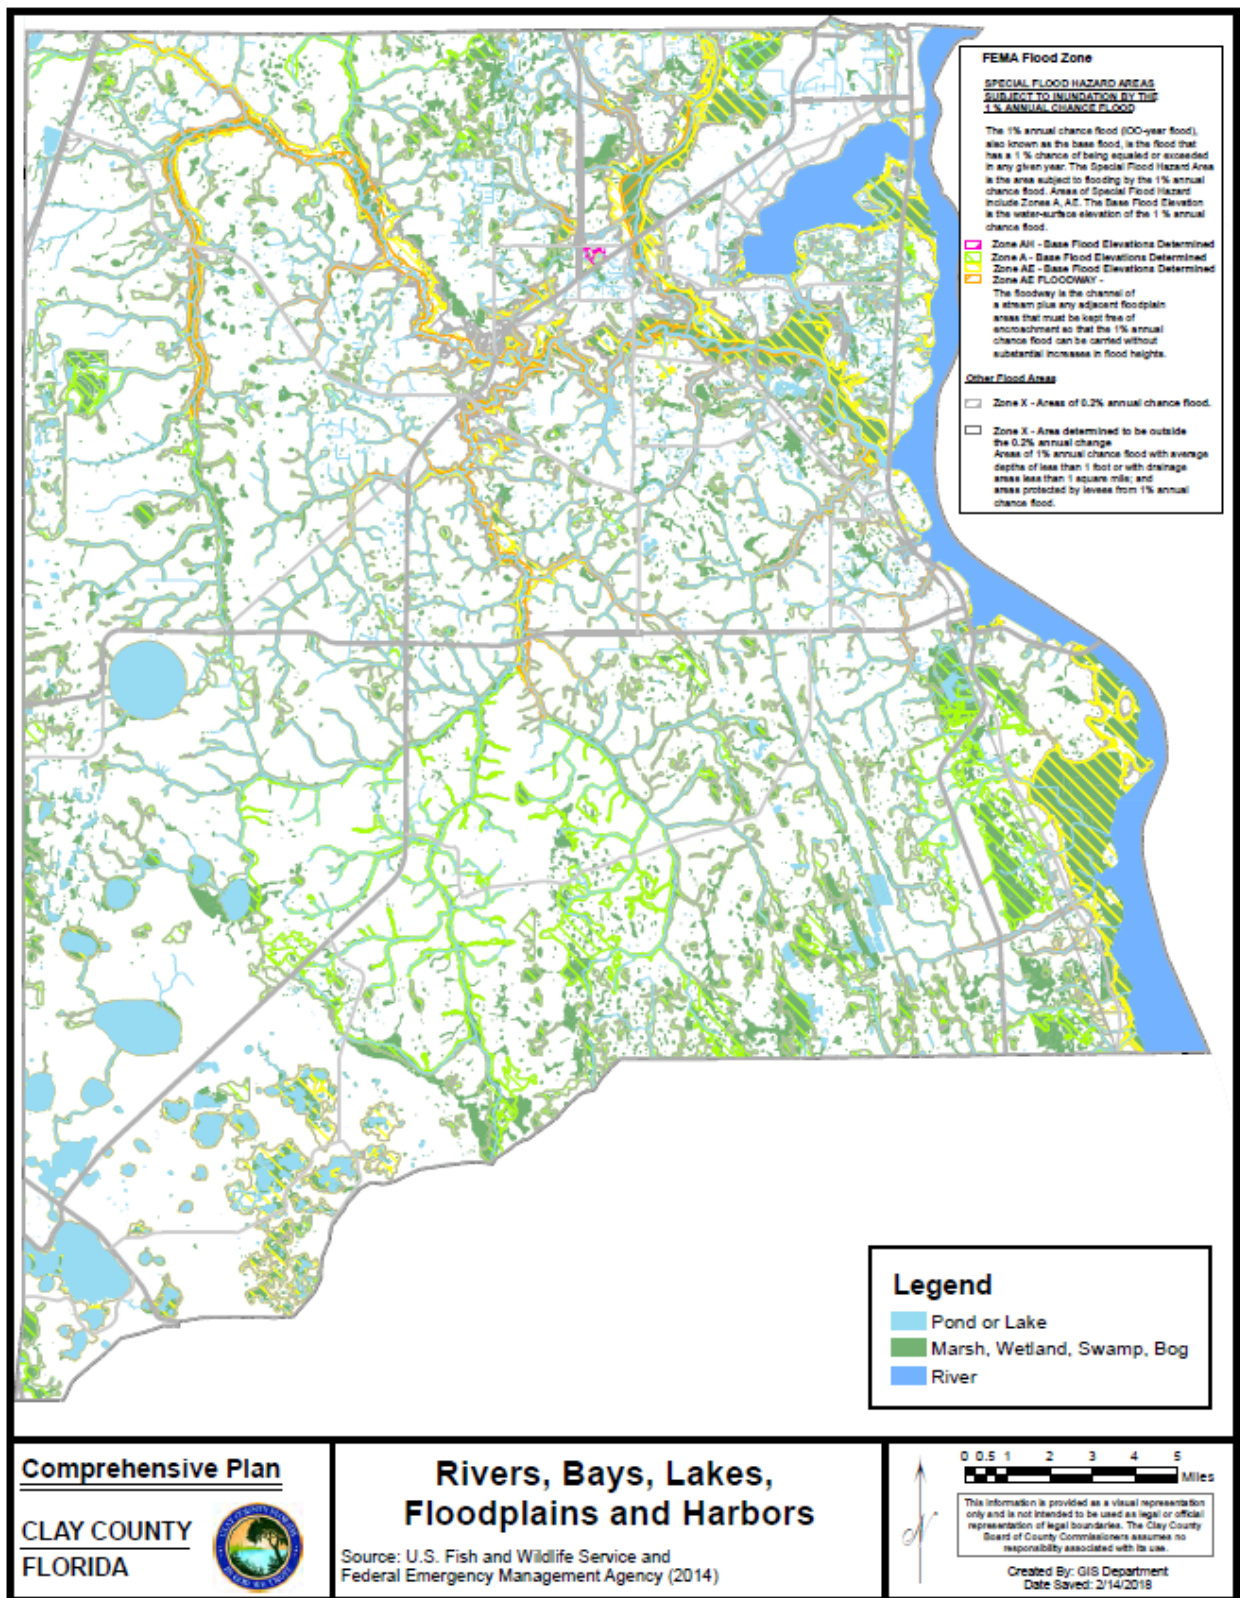 FEMA Flood Zone
SPECIAL FLOOD HAZARD AREAS
SUBJECT TO INUNDATION BY THE
1 % ANNUAL CHANCE FLOOD
The 1% annual chance flood (IOO-year flood),
also known as the base flood, is the flood that
has a 1 % chance of being equaled or exceeded
in any given year. The Special Flood Hazard Area
is the area subject to flooding by the 1% annual
chance flood. Areas of Special Flood Hazard
include Zones A, AE. The Base Flood Elevation
is the water-surface elevation of the 1 % annual
chance flood.
Zone AH - Base Flood Elevations Determined
Zone A - Base Flood Elevations Determined
Zone AE - Base Flood Elevations Determined
Zone AE FLOODWAY -
The floodway is the channel of
a stream plus any adjacent floodplain
areas that must be kept free of
encroachment so that the 1% annual
chance flood can be carried without
substantial increases in flood heights.
Other Flood Areas
Zone X - Areas of 0.2% annual chance flood.
Zone X - Area determined to be outside
the 0.2% annual change
Areas of 1% annual chance flood with average
depths of less than 1 foot or with drainage
areas less than 1 square mile; and
areas protected by levees from 1% annual
chance flood.
Legend
Pond or Lake
Marsh, Wetland, Swamp, Bog
River
Comprehensive Plan
CLAY COUNTY
FLORIDA
Rivers, Bays, Lakes,
Floodplains and Harbors
Source: U.S. Fish and Wildlife Service and
Federal Emergency Management Agency (2014)
N
0 0.5 1 2 3 4 5
Miles
This information is provided as a visual representation
only and is not intended to be used as legal or official
representation of legal boundaries. The Clay County
Board of County Commissioners assumes no
responsibility associated with its use.
Created By: GIS Department
Date Saved: 2/14/2018